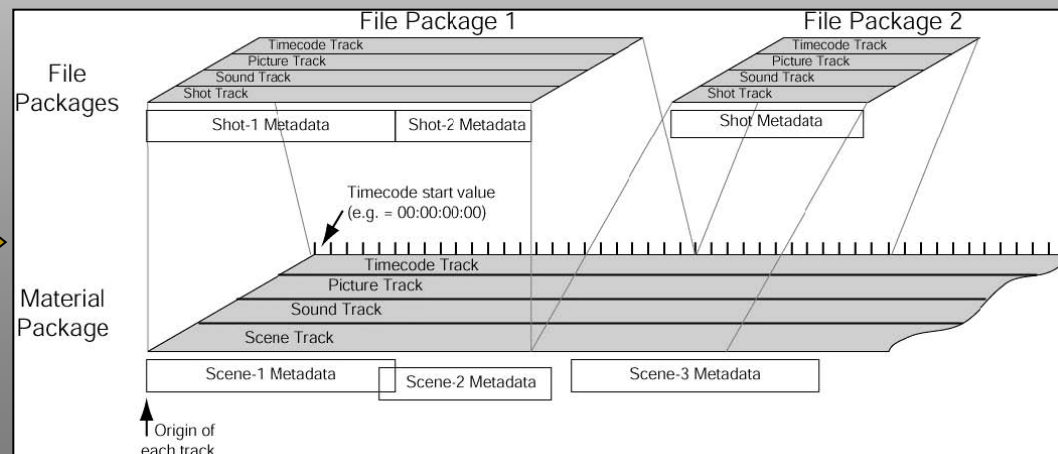 File Package 1
File Package 2
Timecode Track
Picture Track
Sound Track
Shot Track
Timecode Track
Picture Track
Sound Track
Shot Track
File
Packages
Shot-1 Metadata
Shot-2 Metadata
Shot Metadata
Timecode start value
(e.g. = 00:00:00:00)
Timecode Track
Picture Track
Sound Track
Scene Track
Material
Package
Scene-1 Metadata
Scene-2 Metadata
Scene-3 Metadata
Origin of
each track